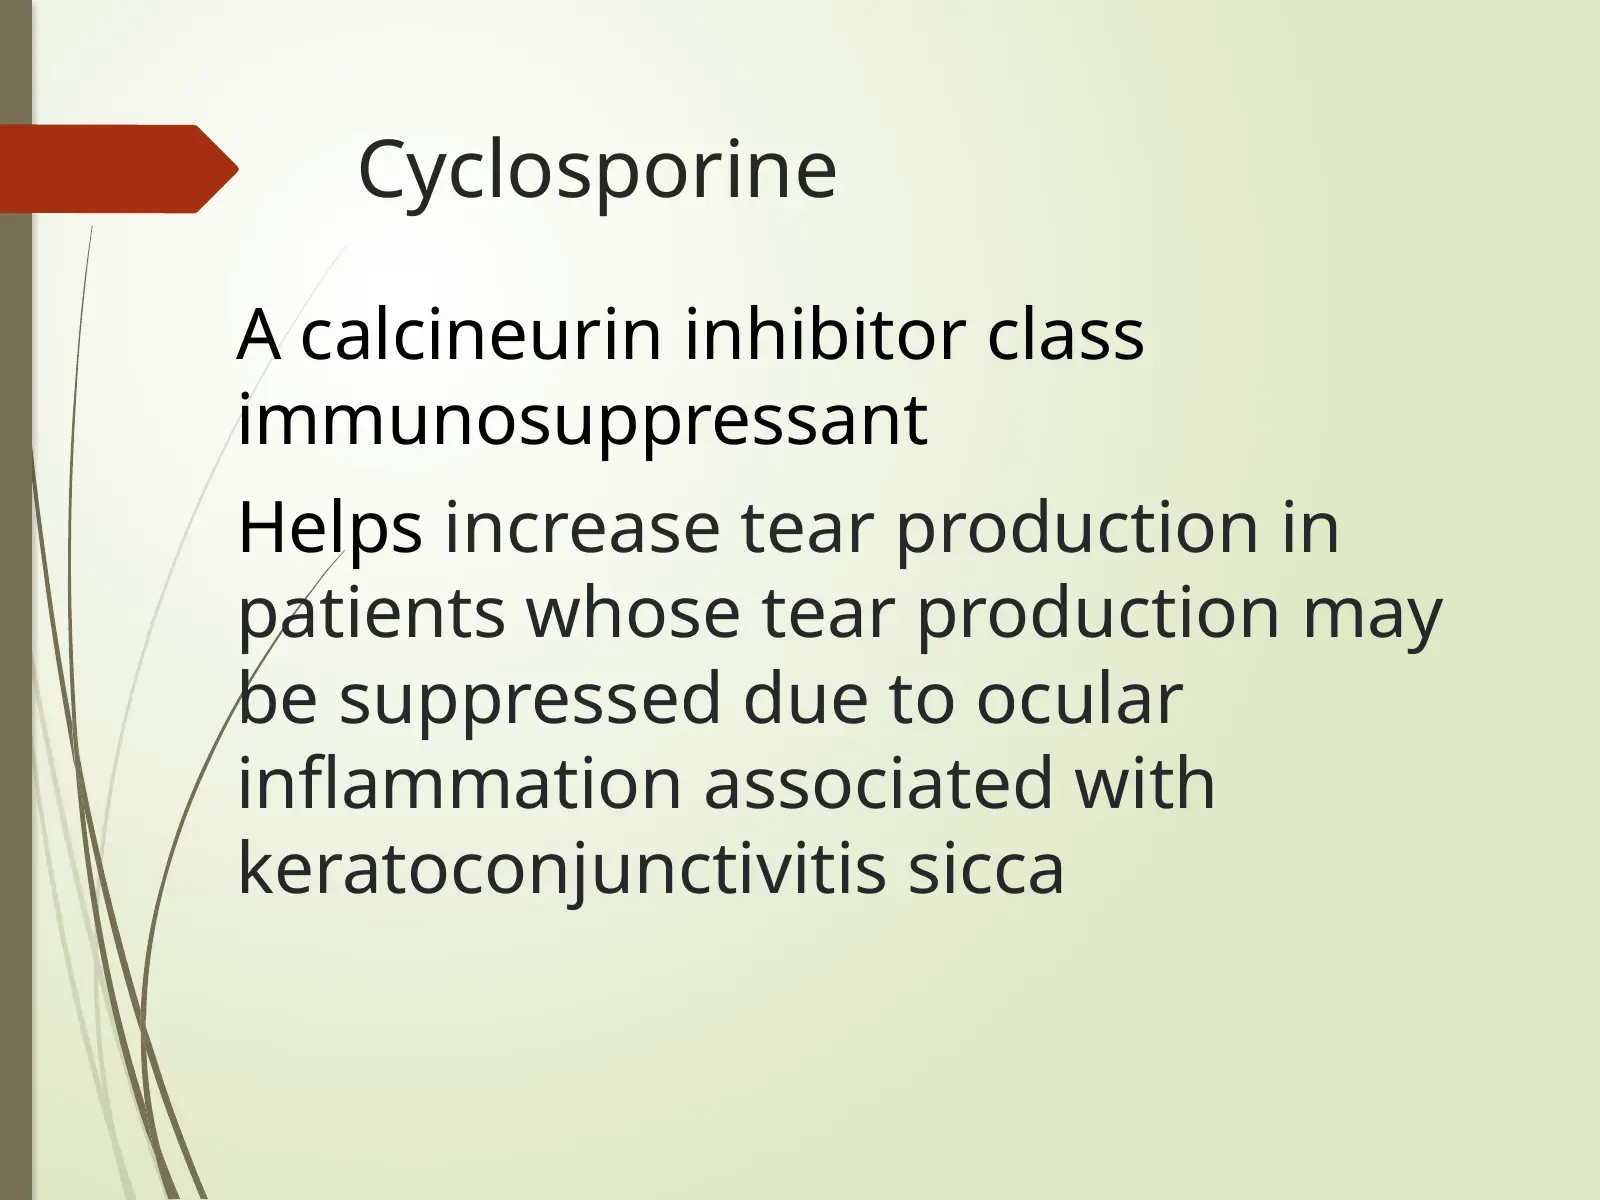 Cyclosporine
A calcineurin inhibitor class
immunosuppressant
Helps increase tear production in
patients whose tear production may
be suppressed due to ocular
inflammation associated with
keratoconjunctivitis sicca